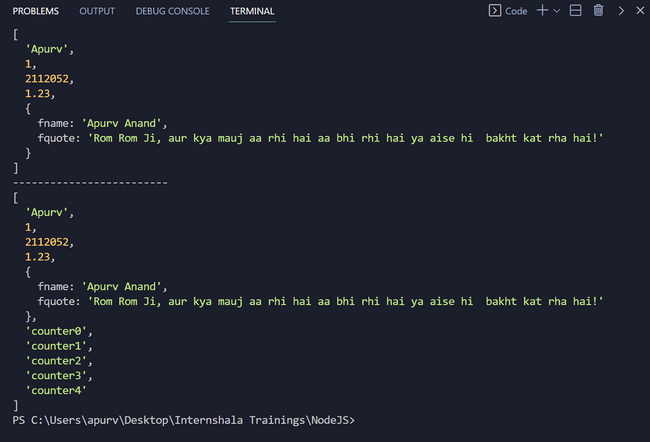 PROBLEMS OUTPUT DEBUG CONSOLE TERMINAL Code
[
  'Apurv',
  1,
  2112052,
  1.23,
  {
    fname: 'Apurv Anand',
    fquote: 'Rom Rom Ji, aur kya mauj aa rhi hai aa bhi rhi hai ya aise hi  bakht kat rha hai!'
  }
]
-------------------------
[
  'Apurv',
  1,
  2112052,
  1.23,
  {
    fname: 'Apurv Anand',
    fquote: 'Rom Rom Ji, aur kya mauj aa rhi hai aa bhi rhi hai ya aise hi  bakht kat rha hai!'
  },
  'counter0',
  'counter1',
  'counter2',
  'counter3',
  'counter4'
]
PS C:\Users\apurv\Desktop\Internshala Trainings\NodeJS>